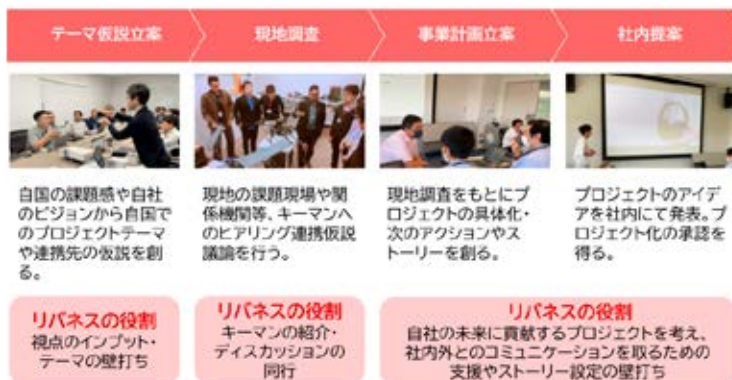 テーマ仮説立案
現地調査
事業計画立案
社内提案
自国の課題感や自社
のビジョンから自国で
のプロジェクトテーマ
や連携先の仮説を創
る。
現地の課題現場や関
係機関等、キーマンへ
のヒアリング連携仮説
議論を行う。
現地調査をもとにプ
ロジェクトの具体化・
次のアクションやス
トーリーを創る。
プロジェクトのアイデ
アを社内にて発表。プ
ロジェクト化の承認を
得る。
リバネスの役割
視点のインプット・
テーマの壁打ち
リバネスの役割
キーマンの紹介・
ディスカッションの
同行
リバネスの役割
自社の未来に貢献するプロジェクトを考え、
社内外とのコミュニケーションを取るための
支援やストーリー設定の壁打ち